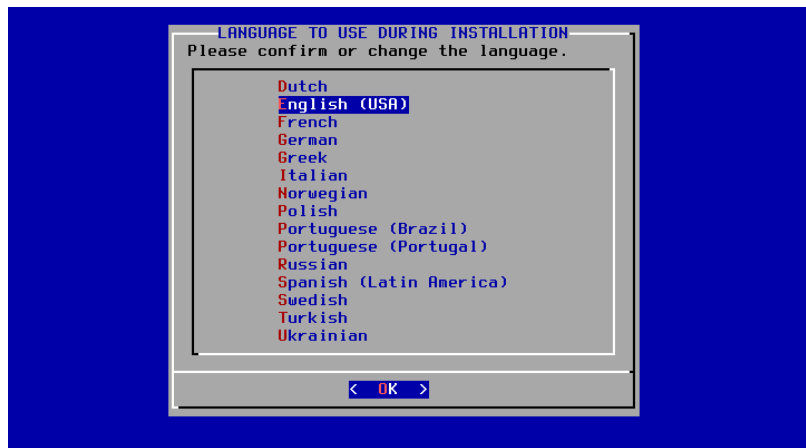 LANGUAGE TO USE DURING INSTALLATION
Please confirm or change the language.
Dutch
English (USA)
French
German
Greek
Italian
Norwegian
Polish
Portuguese (Brazil)
Portuguese (Portugal)
Russian
Spanish (Latin America)
Swedish
Turkish
Ukrainian
< OK >